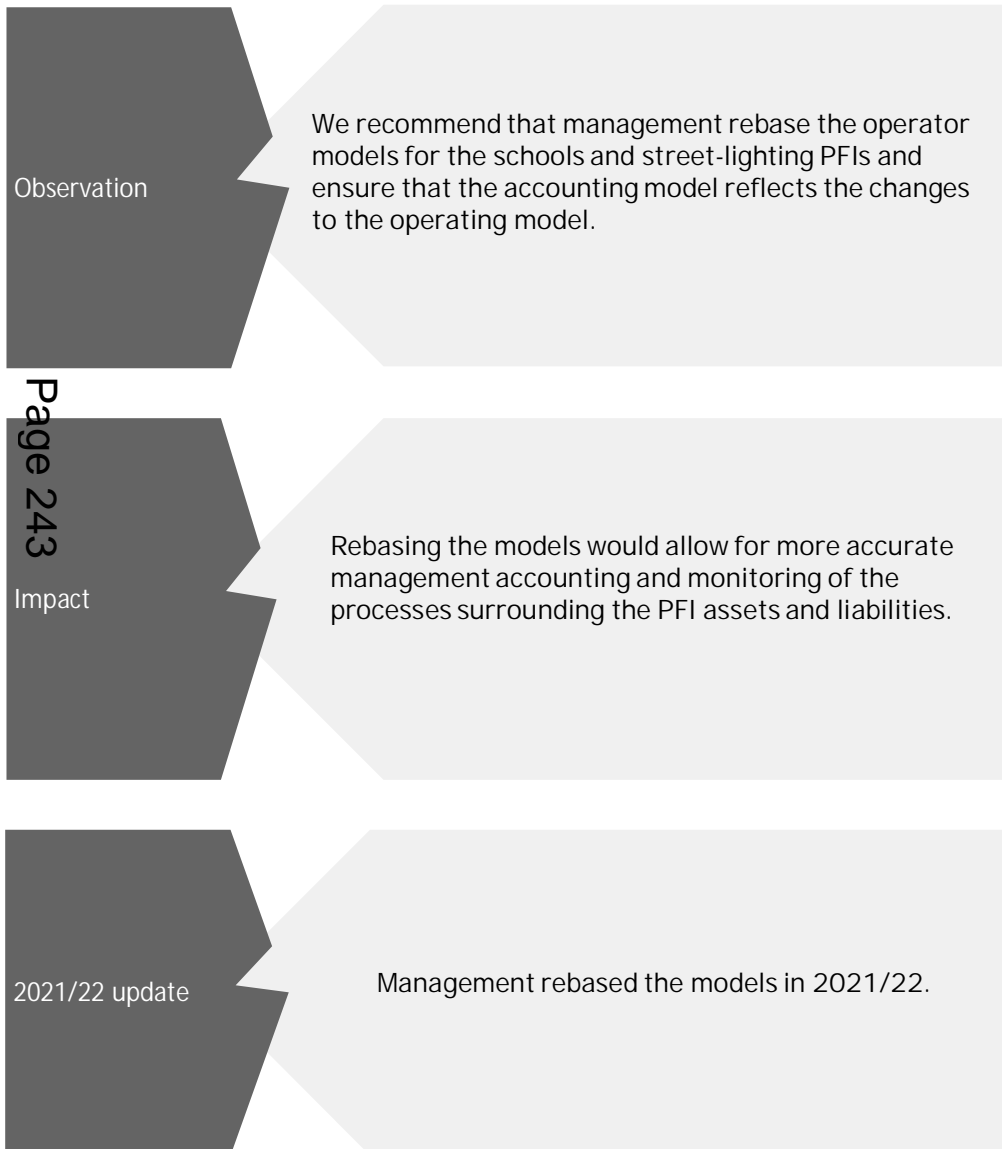 Observation
We recommend that management rebase the operator
models for the schools and street-lighting PFIs and
ensure that the accounting model reflects the changes
to the operating model.
Page 243
Impact
Rebasing the models would allow for more accurate
management accounting and monitoring of the
processes surrounding the PFI assets and liabilities.
2021/22 update
Management rebased the models in 2021/22.